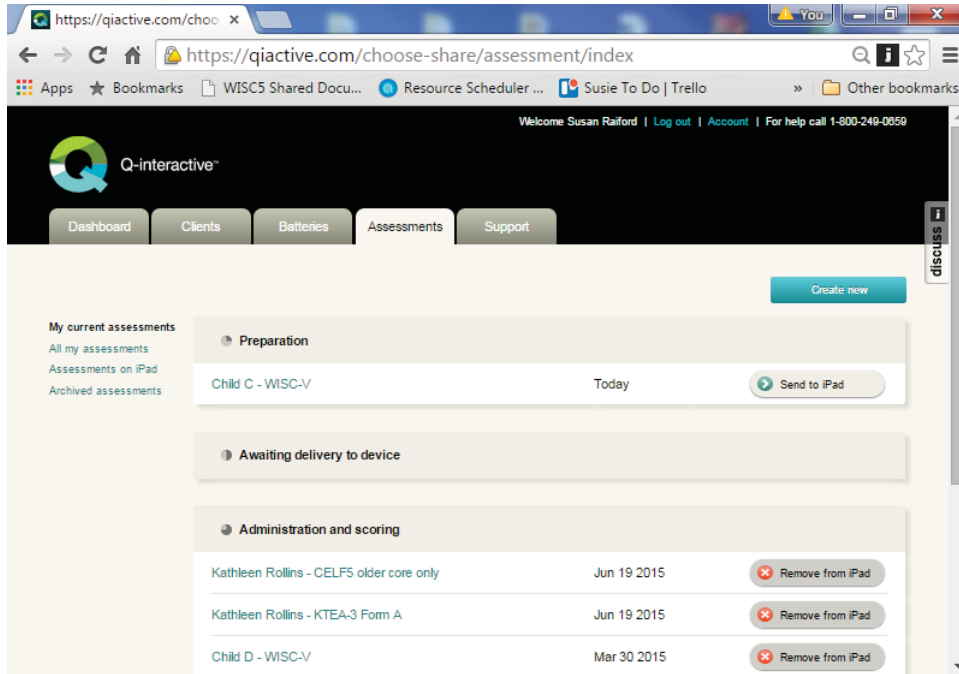 https://qiactive.com/choo ×
You
https://qiactive.com/choose-share/assessment/index
Apps Bookmarks WISC5 Shared Docu... Resource Scheduler ... Susie To Do | Trello » Other bookmarks
Welcome Susan Raiford | Log out | Account | For help call 1-800-249-0659
Q-interactive™
Dashboard Clients Batteries Assessments Support
discuss
Create new
My current assessments
All my assessments
Assessments on iPad
Archived assessments
Preparation
Child C - WISC-V Today Send to iPad
Awaiting delivery to device
Administration and scoring
Kathleen Rollins - CELF5 older core only Jun 19 2015 Remove from iPad
Kathleen Rollins - KTEA-3 Form A Jun 19 2015 Remove from iPad
Child D - WISC-V Mar 30 2015 Remove from iPad